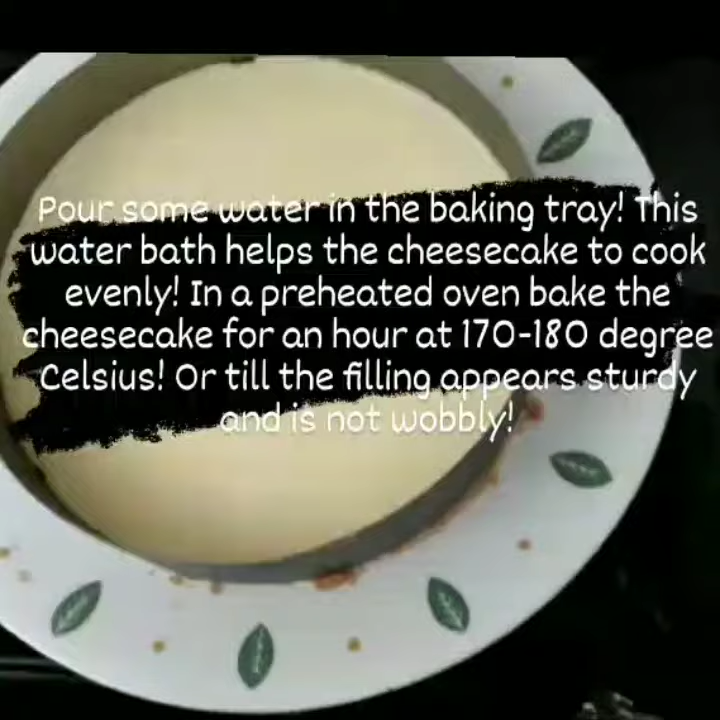 Pour some water in the baking tray! This
water bath helps the cheesecake to cook
evenly! In a preheated oven bake the
cheesecake for an hour at 170-180 degree
Celsius! Or till the filling appears sturdy
and is not wobbly!